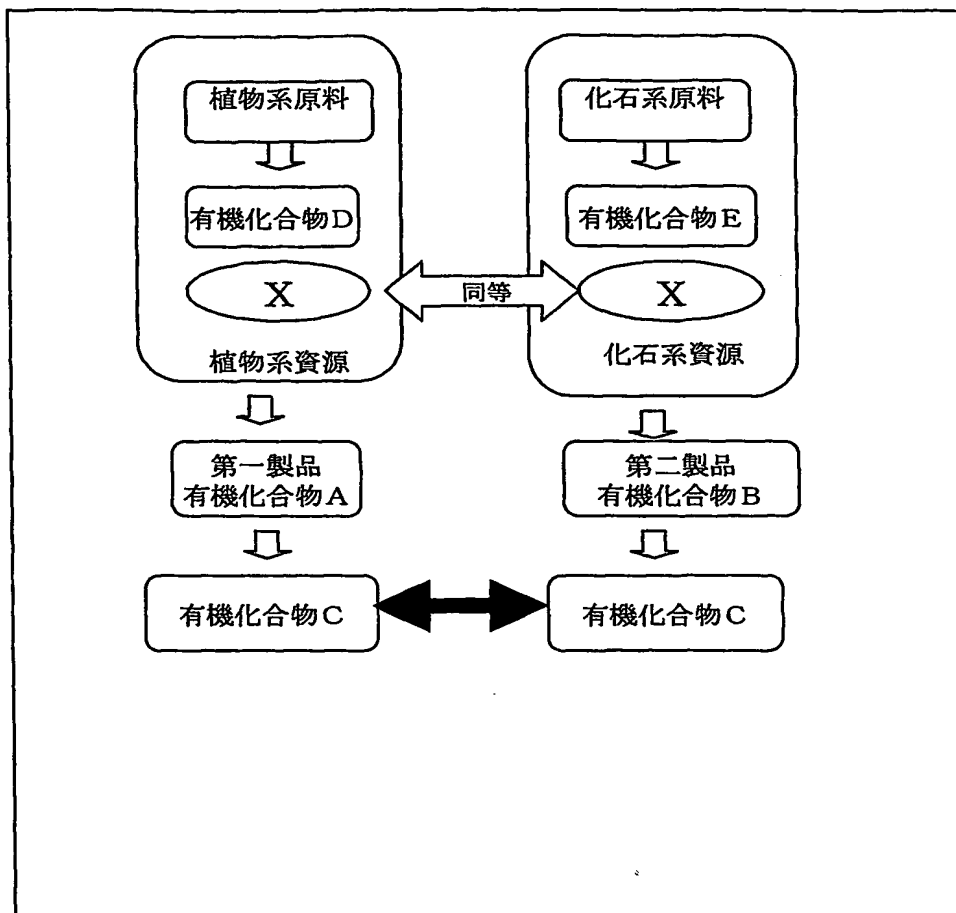 植物系原料
化石系原料
有機化合物D
有機化合物E
X
同等
X
植物系資源
化石系資源
第一製品
有機化合物A
第二製品
有機化合物B
有機化合物C
有機化合物C